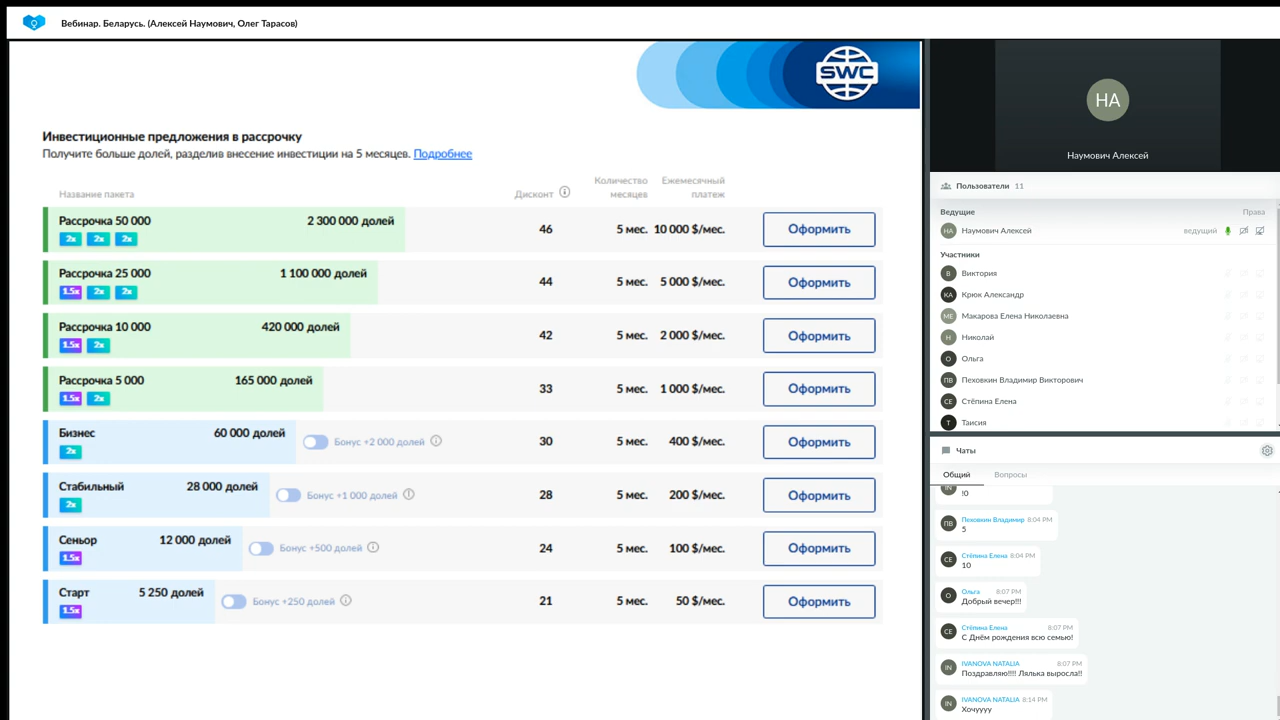 Вебинар. Беларусь. (Алексей Наумович, Олег Тарасов)
SWC
Инвестиционные предложения в рассрочку
Получите больше долей, разделив внесение инвестиции на 5 месяцев. Подробнее
Название пакета
Дисконт
Количество месяцев
Ежемесячный платеж
Рассрочка 50 000 2 300 000 долей 46 5 мес. 10 000 $/мес. Оформить
2x 2x 2x
Рассрочка 25 000 1 100 000 долей 44 5 мес. 5 000 $/мес. Оформить
1.5x 2x 2x
Рассрочка 10 000 420 000 долей 42 5 мес. 2 000 $/мес. Оформить
1.5x 2x
Рассрочка 5 000 165 000 долей 33 5 мес. 1 000 $/мес. Оформить
1.5x 2x
Бизнес 60 000 долей Бонус +2 000 долей 30 5 мес. 400 $/мес. Оформить
2x
Стабильный 28 000 долей Бонус +1 000 долей 28 5 мес. 200 $/мес. Оформить
2x
Сеньор 12 000 долей Бонус +500 долей 24 5 мес. 100 $/мес. Оформить
1.5x
Старт 5 250 долей Бонус +250 долей 21 5 мес. 50 $/мес. Оформить
1.5x
НА
Наумович Алексей
Пользователи 11
Ведущие Права
НА Наумович Алексей ведущий
Участники
В Виктория
КА Крюк Александр
МЕ Макарова Елена Николаевна
Н Николай
О Ольга
ПВ Пеховкин Владимир Викторович
СЕ Стёпина Елена
Т Таисия
Чаты
Общий Вопросы
IN !0
ПВ Пеховкин Владимир 8:04 PM
5
СЕ Стёпина Елена 8:04 PM
10
О Ольга 8:07 PM
Добрый вечер!!!
СЕ Стёпина Елена 8:07 PM
С Днём рождения всю семью!
IN IVANOVA NATALIA 8:07 PM
Поздравляю!!!! Лялька выросла!!
IN IVANOVA NATALIA 8:14 PM
Хочуууу